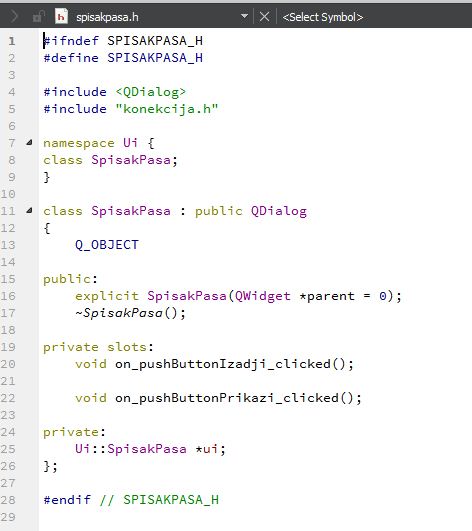 spisakpasa.h <Select Symbol>
1 #ifndef SPISAKPASA_H
2 #define SPISAKPASA_H
3
4 #include <QDialog>
5 #include "konekcija.h"
6
7 namespace Ui {
8 class SpisakPasa;
9 }
10
11 class SpisakPasa : public QDialog
12 {
13     Q_OBJECT
14
15 public:
16     explicit SpisakPasa(QWidget *parent = 0);
17     ~SpisakPasa();
18
19 private slots:
20     void on_pushButtonIzadji_clicked();
21
22     void on_pushButtonPrikazi_clicked();
23
24 private:
25     Ui::SpisakPasa *ui;
26 };
27
28 #endif // SPISAKPASA_H
29